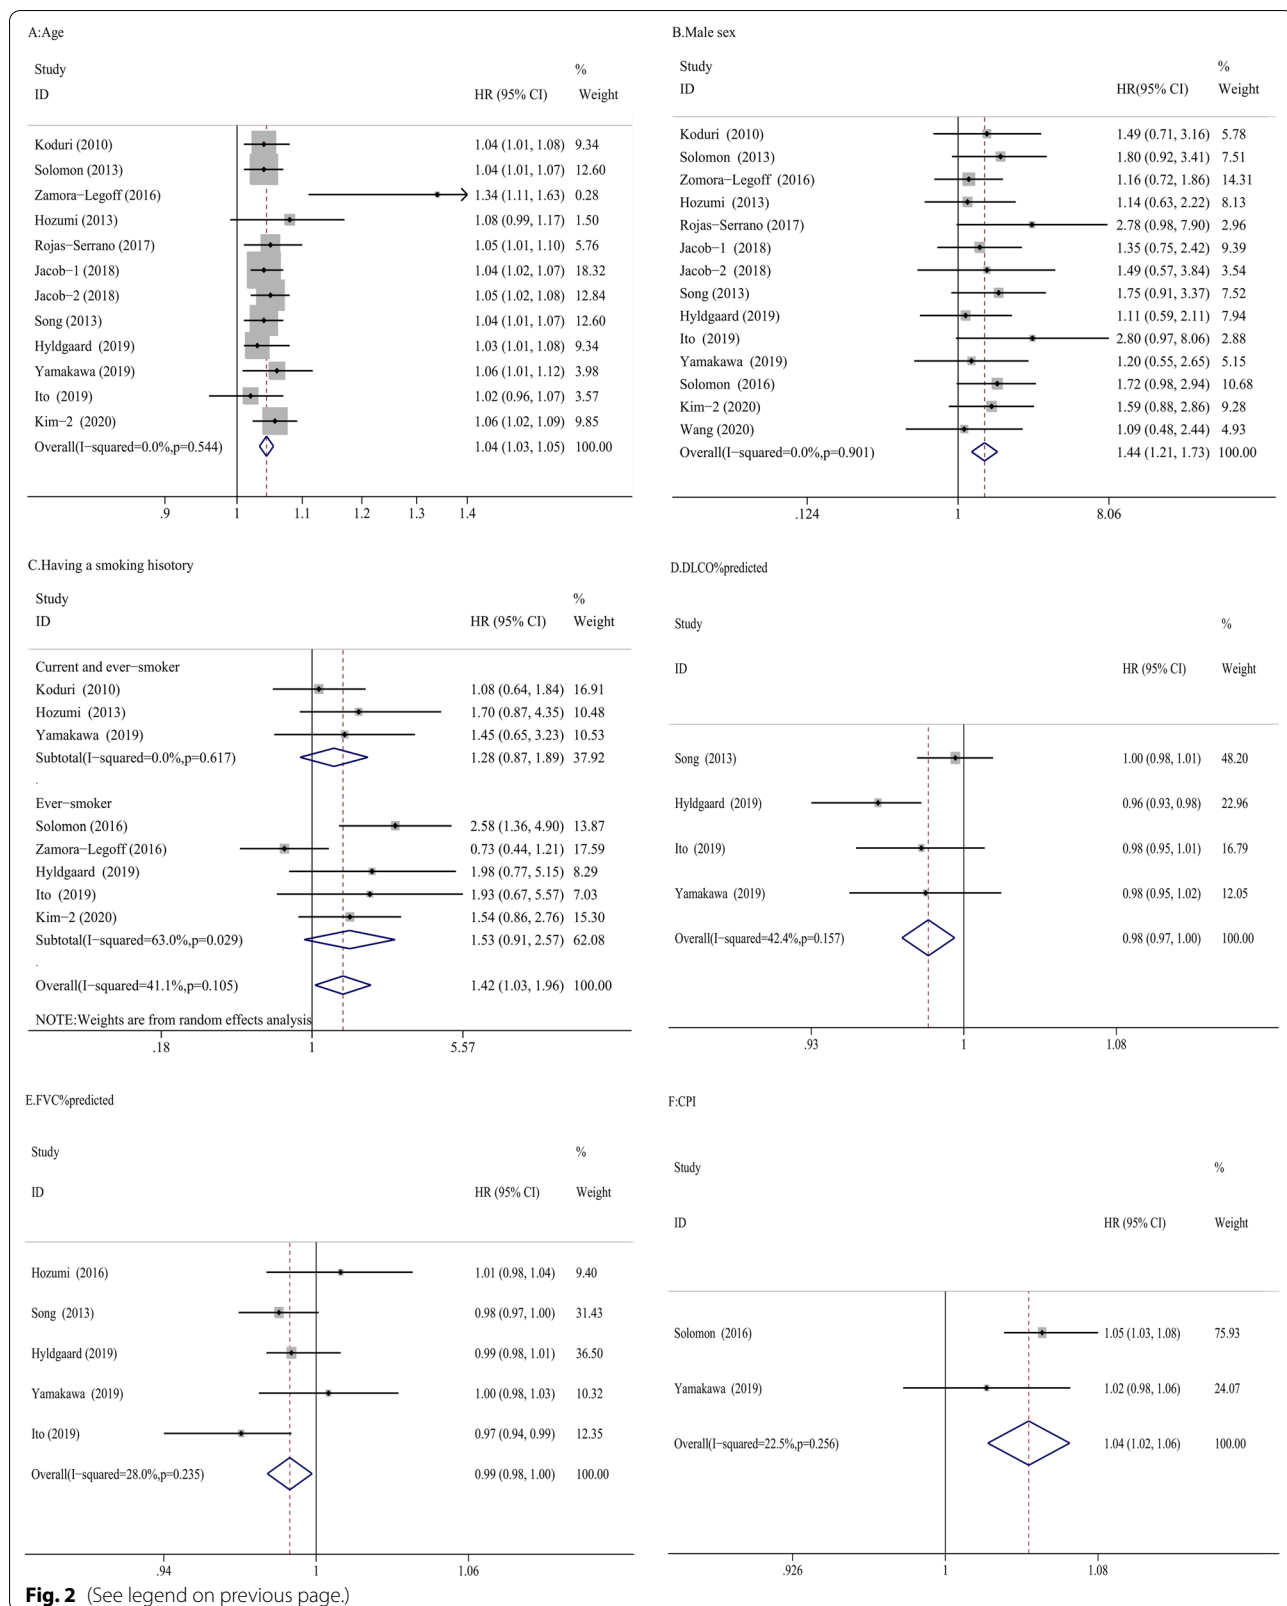 A:Age
Study %
ID HR (95% CI) Weight
Koduri (2010) 1.04 (1.01, 1.08) 9.34
Solomon (2013) 1.04 (1.01, 1.07) 12.60
Zamora−Legoff (2016) 1.34 (1.11, 1.63) 0.28
Hozumi (2013) 1.08 (0.99, 1.17) 1.50
Rojas−Serrano (2017) 1.05 (1.01, 1.10) 5.76
Jacob−1 (2018) 1.04 (1.02, 1.07) 18.32
Jacob−2 (2018) 1.05 (1.02, 1.08) 12.84
Song (2013) 1.04 (1.01, 1.07) 12.60
Hyldgaard (2019) 1.03 (1.01, 1.08) 9.34
Yamakawa (2019) 1.06 (1.01, 1.12) 3.98
Ito (2019) 1.02 (0.96, 1.07) 3.57
Kim−2 (2020) 1.06 (1.02, 1.09) 9.85
Overall(I−squared=0.0%,p=0.544) 1.04 (1.03, 1.05) 100.00
.9 1 1.1 1.2 1.3 1.4
B.Male sex
Study %
ID HR(95% CI) Weight
Koduri (2010) 1.49 (0.71, 3.16) 5.78
Solomon (2013) 1.80 (0.92, 3.41) 7.51
Zomora−Legoff (2016) 1.16 (0.72, 1.86) 14.31
Hozumi (2013) 1.14 (0.63, 2.22) 8.13
Rojas−Serrano (2017) 2.78 (0.98, 7.90) 2.96
Jacob−1 (2018) 1.35 (0.75, 2.42) 9.39
Jacob−2 (2018) 1.49 (0.57, 3.84) 3.54
Song (2013) 1.75 (0.91, 3.37) 7.52
Hyldgaard (2019) 1.11 (0.59, 2.11) 7.94
Ito (2019) 2.80 (0.97, 8.06) 2.88
Yamakawa (2019) 1.20 (0.55, 2.65) 5.15
Solomon (2016) 1.72 (0.98, 2.94) 10.68
Kim−2 (2020) 1.59 (0.88, 2.86) 9.28
Wang (2020) 1.09 (0.48, 2.44) 4.93
Overall(I−squared=0.0%,p=0.901) 1.44 (1.21, 1.73) 100.00
.124 1 8.06
C.Having a smoking hisotory
Study %
ID HR (95% CI) Weight
Current and ever−smoker
Koduri (2010) 1.08 (0.64, 1.84) 16.91
Hozumi (2013) 1.70 (0.87, 4.35) 10.48
Yamakawa (2019) 1.45 (0.65, 3.23) 10.53
Subtotal(I−squared=0.0%,p=0.617) 1.28 (0.87, 1.89) 37.92
.
Ever−smoker
Solomon (2016) 2.58 (1.36, 4.90) 13.87
Zamora−Legoff (2016) 0.73 (0.44, 1.21) 17.59
Hyldgaard (2019) 1.98 (0.77, 5.15) 8.29
Ito (2019) 1.93 (0.67, 5.57) 7.03
Kim−2 (2020) 1.54 (0.86, 2.76) 15.30
Subtotal(I−squared=63.0%,p=0.029) 1.53 (0.91, 2.57) 62.08
.
Overall(I−squared=41.1%,p=0.105) 1.42 (1.03, 1.96) 100.00
NOTE:Weights are from random effects analysis
.18 1 5.57
D.DLCO%predicted
Study %
ID HR (95% CI) Weight
Song (2013) 1.00 (0.98, 1.01) 48.20
Hyldgaard (2019) 0.96 (0.93, 0.98) 22.96
Ito (2019) 0.98 (0.95, 1.01) 16.79
Yamakawa (2019) 0.98 (0.95, 1.02) 12.05
Overall(I−squared=42.4%,p=0.157) 0.98 (0.97, 1.00) 100.00
.93 1 1.08
E.FVC%predicted
Study %
ID HR (95% CI) Weight
Hozumi (2016) 1.01 (0.98, 1.04) 9.40
Song (2013) 0.98 (0.97, 1.00) 31.43
Hyldgaard (2019) 0.99 (0.98, 1.01) 36.50
Yamakawa (2019) 1.00 (0.98, 1.03) 10.32
Ito (2019) 0.97 (0.94, 0.99) 12.35
Overall(I−squared=28.0%,p=0.235) 0.99 (0.98, 1.00) 100.00
.94 1 1.06
F:CPI
Study %
ID HR (95% CI) Weight
Solomon (2016) 1.05 (1.03, 1.08) 75.93
Yamakawa (2019) 1.02 (0.98, 1.06) 24.07
Overall(I−squared=22.5%,p=0.256) 1.04 (1.02, 1.06) 100.00
.926 1 1.08
Fig. 2 (See legend on previous page.)